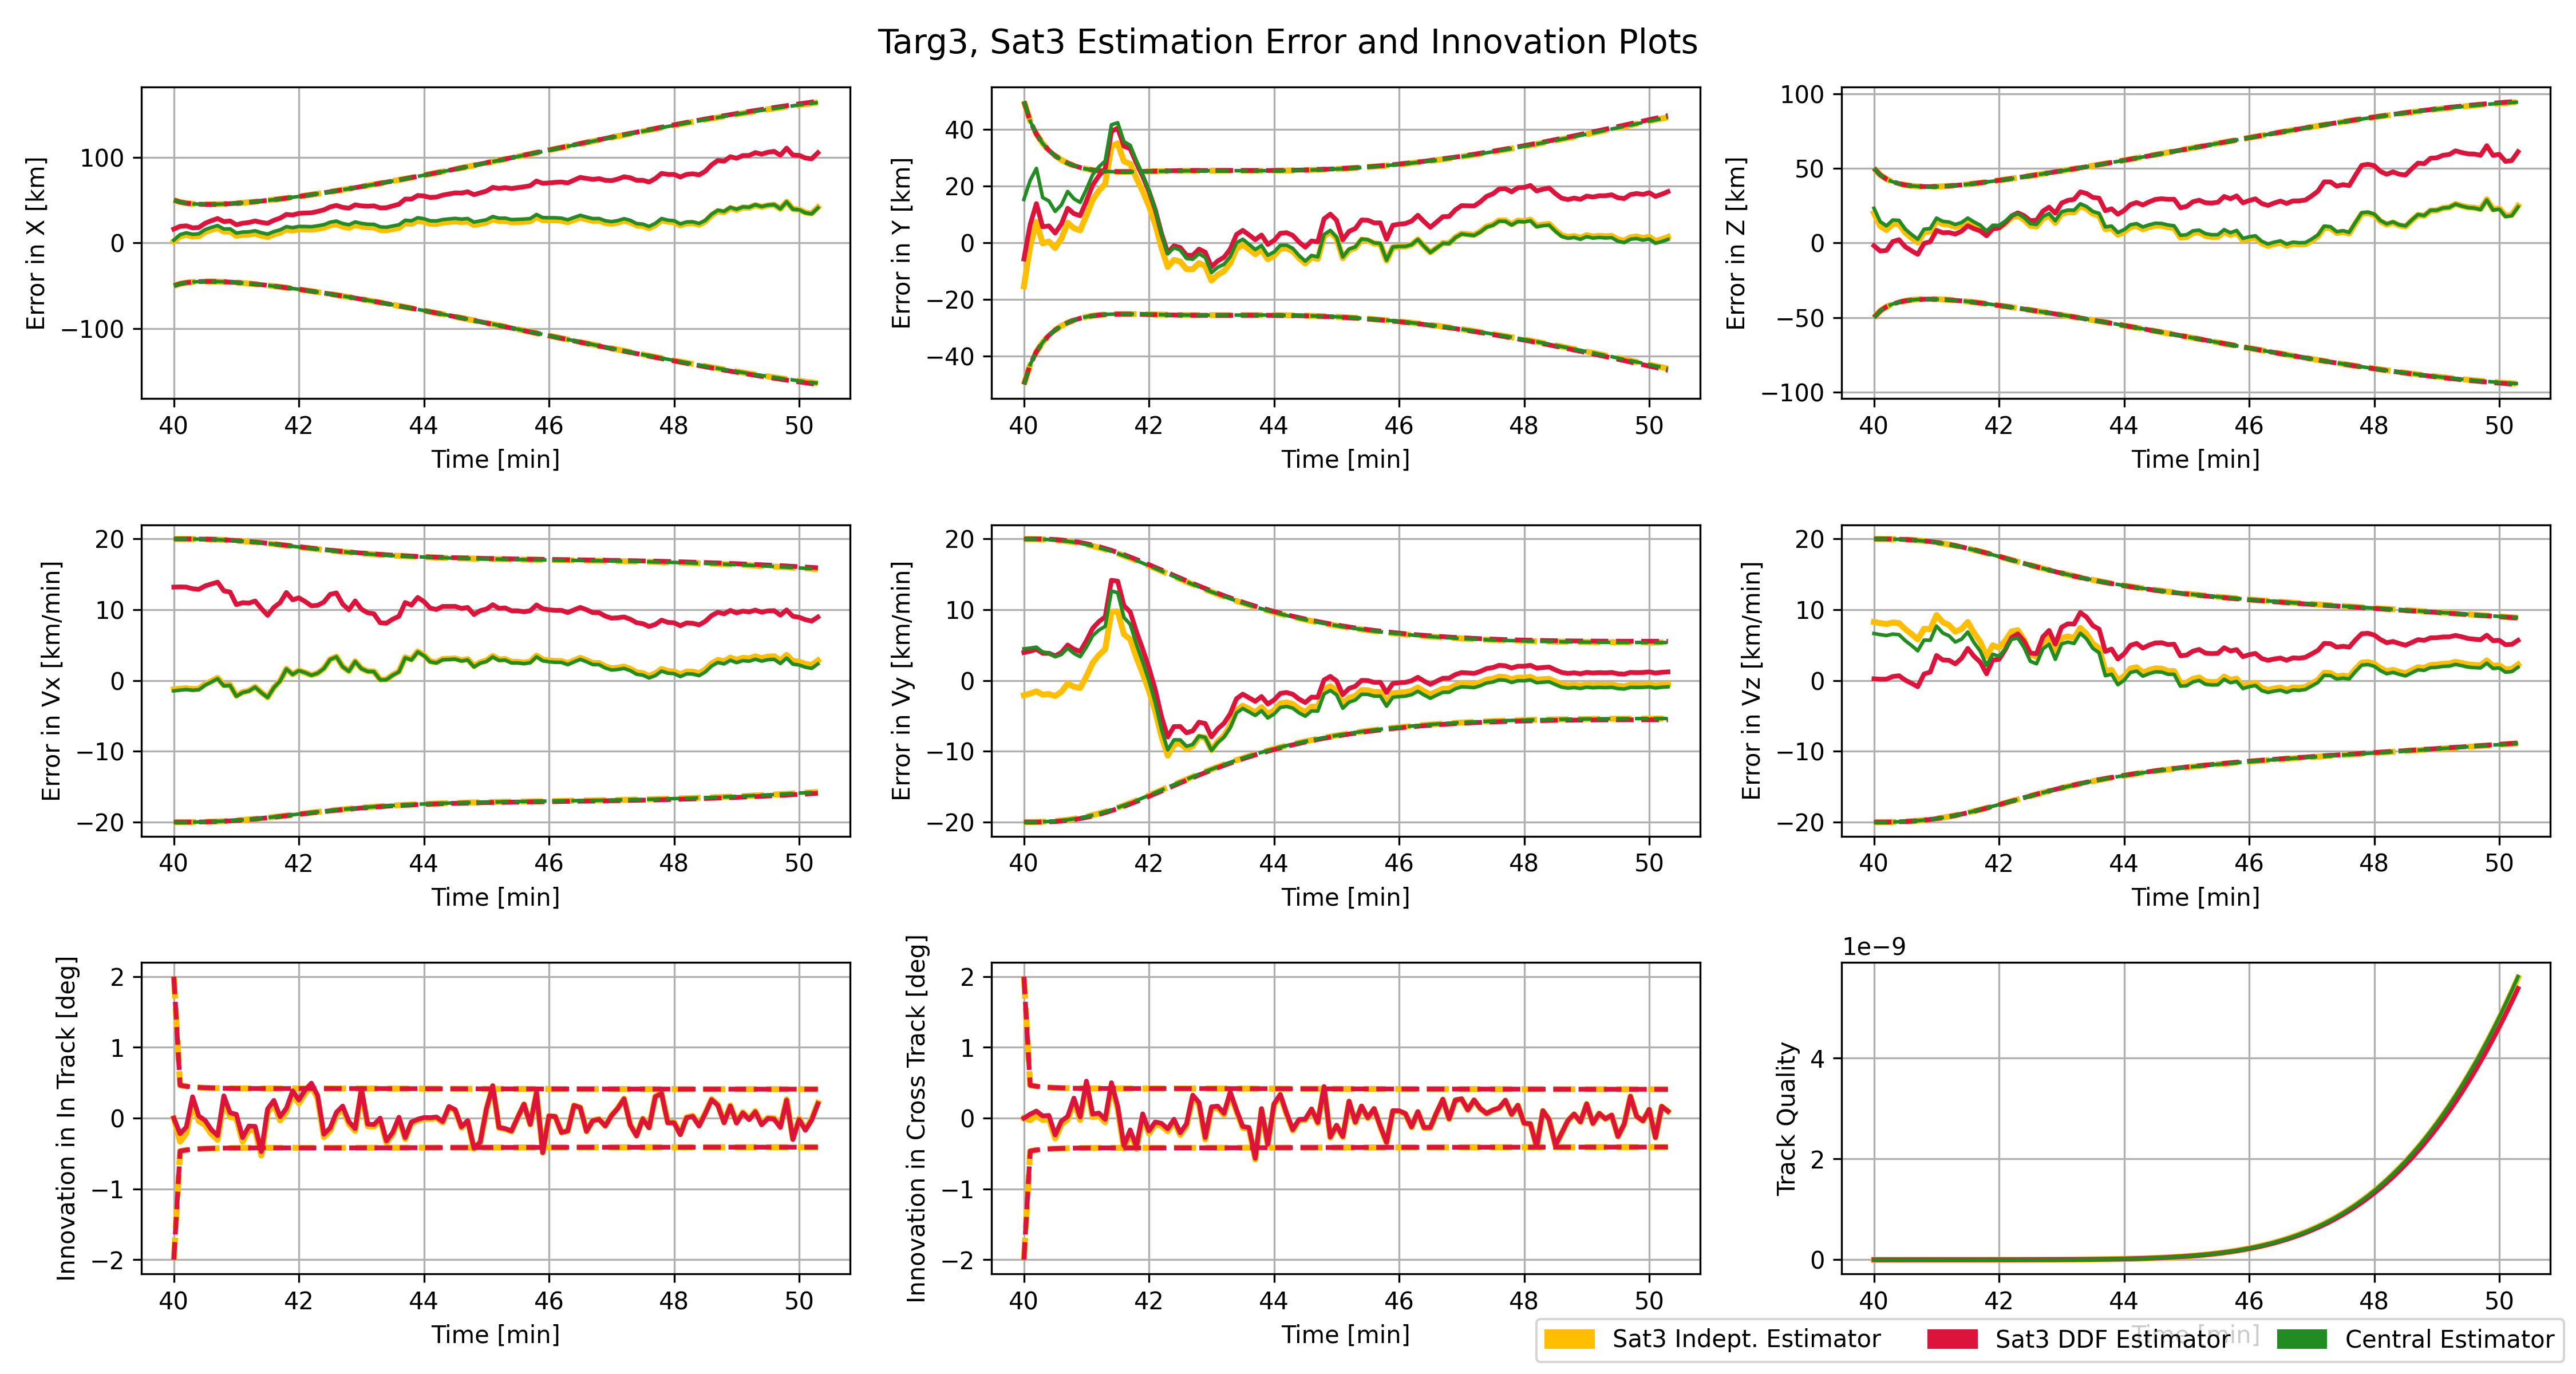 Targ3, Sat3 Estimation Error and Innovation Plots
Error in X [km]
100
0
−100
40 42 44 46 48 50
Time [min]
Error in Y [km]
40
20
0
−20
−40
40 42 44 46 48 50
Time [min]
Error in Z [km]
100
50
0
−50
−100
40 42 44 46 48 50
Time [min]
Error in Vx [km/min]
20
10
0
−10
−20
40 42 44 46 48 50
Time [min]
Error in Vy [km/min]
20
10
0
−10
−20
40 42 44 46 48 50
Time [min]
Error in Vz [km/min]
20
10
0
−10
−20
40 42 44 46 48 50
Time [min]
Innovation in In Track [deg]
2
1
0
−1
−2
40 42 44 46 48 50
Time [min]
Innovation in Cross Track [deg]
2
1
0
−1
−2
40 42 44 46 48 50
Time [min]
1e−9
Track Quality
4
2
0
40 42 44 46 48 50
Time [min]
Sat3 Indept. Estimator Sat3 DDF Estimator Central Estimator